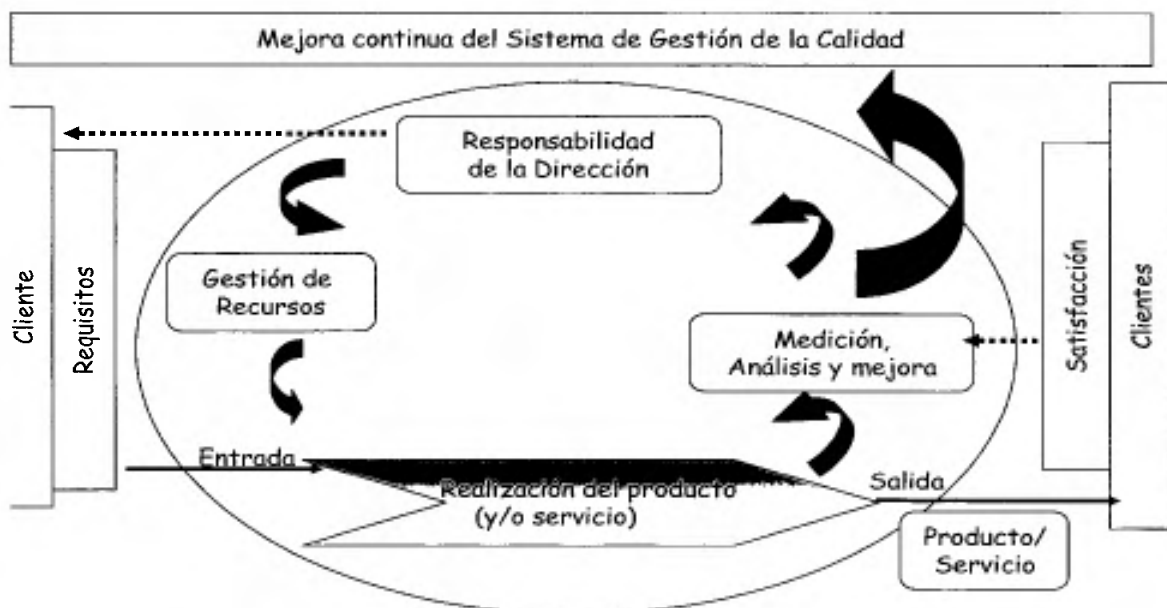 Mejora continua del Sistema de Gestión de la Calidad
Responsabilidad
de la Dirección
Cliente
Requisitos
Gestión de
Recursos
Medición,
Análisis y mejora
Satisfacción
Clientes
Entrada
Realización del producto
(y/o servicio)
Salida
Producto/
Servicio